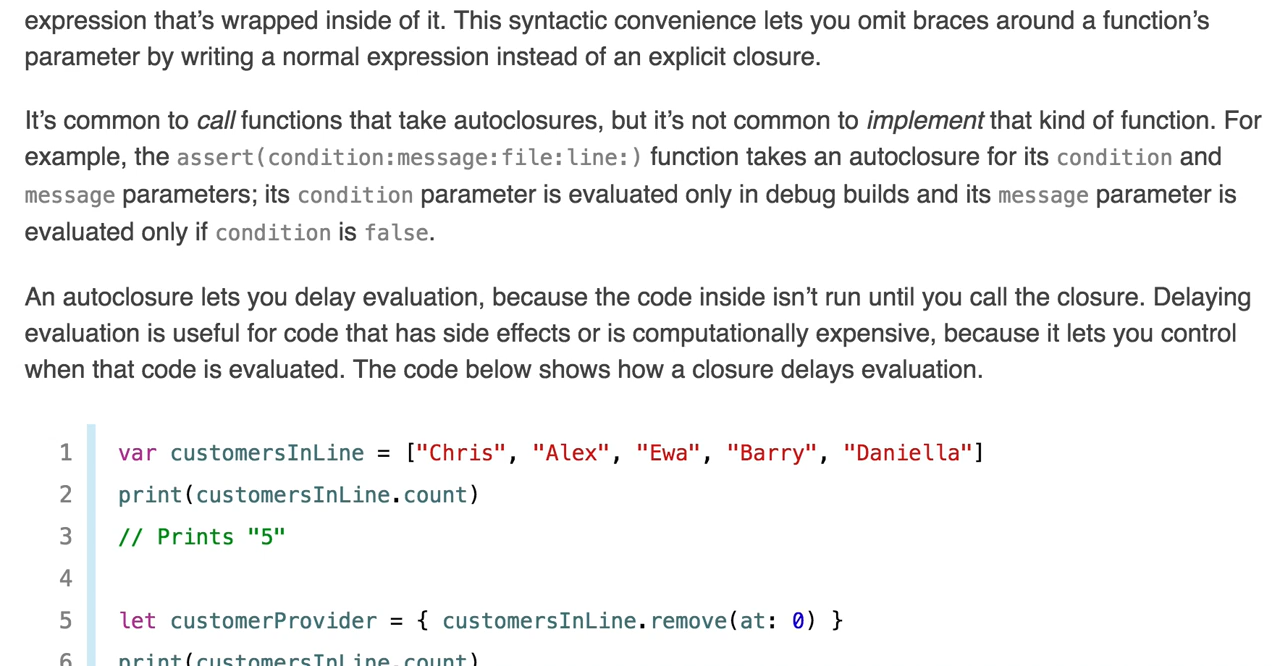 expression that’s wrapped inside of it. This syntactic convenience lets you omit braces around a function’s
parameter by writing a normal expression instead of an explicit closure.
It’s common to call functions that take autoclosures, but it’s not common to implement that kind of function. For
example, the assert(condition:message:file:line:) function takes an autoclosure for its condition and
message parameters; its condition parameter is evaluated only in debug builds and its message parameter is
evaluated only if condition is false.
An autoclosure lets you delay evaluation, because the code inside isn’t run until you call the closure. Delaying
evaluation is useful for code that has side effects or is computationally expensive, because it lets you control
when that code is evaluated. The code below shows how a closure delays evaluation.
1 var customersInLine = ["Chris", "Alex", "Ewa", "Barry", "Daniella"]
2 print(customersInLine.count)
3 // Prints "5"
4
5 let customerProvider = { customersInLine.remove(at: 0) }
6 print(customersInLine.count)